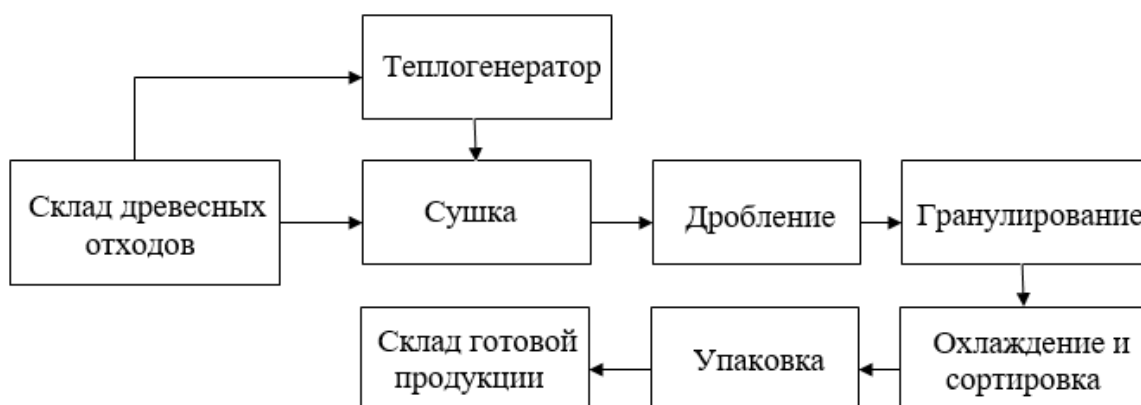 Теплогенератор
Склад древесных
отходов
Сушка
Дробление
Гранулирование
Склад готовой
продукции
Упаковка
Охлаждение и
сортировка